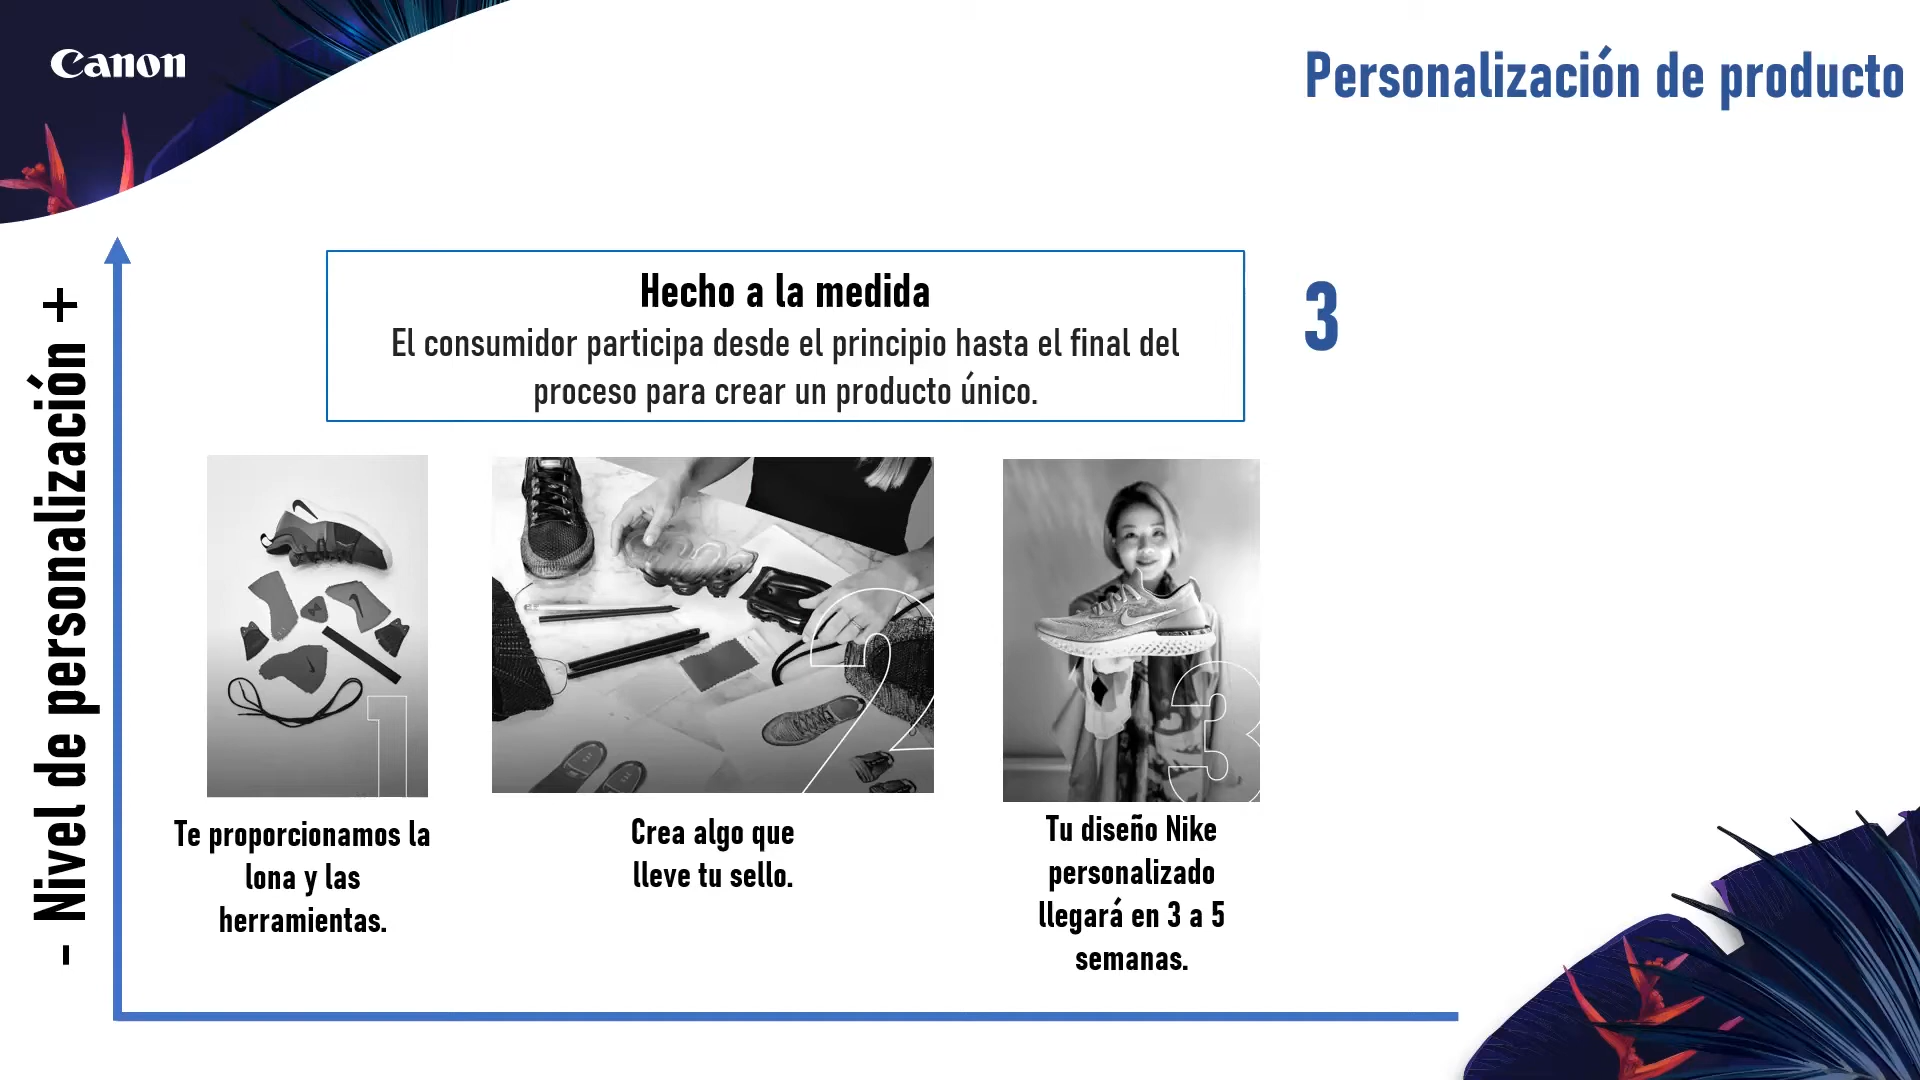 Canon
Personalización de producto
- Nivel de personalización +
Hecho a la medida
El consumidor participa desde el principio hasta el final del
proceso para crear un producto único.
3
1
2
3
Te proporcionamos la
lona y las
herramientas.
Crea algo que
lleve tu sello.
Tu diseño Nike
personalizado
llegará en 3 a 5
semanas.